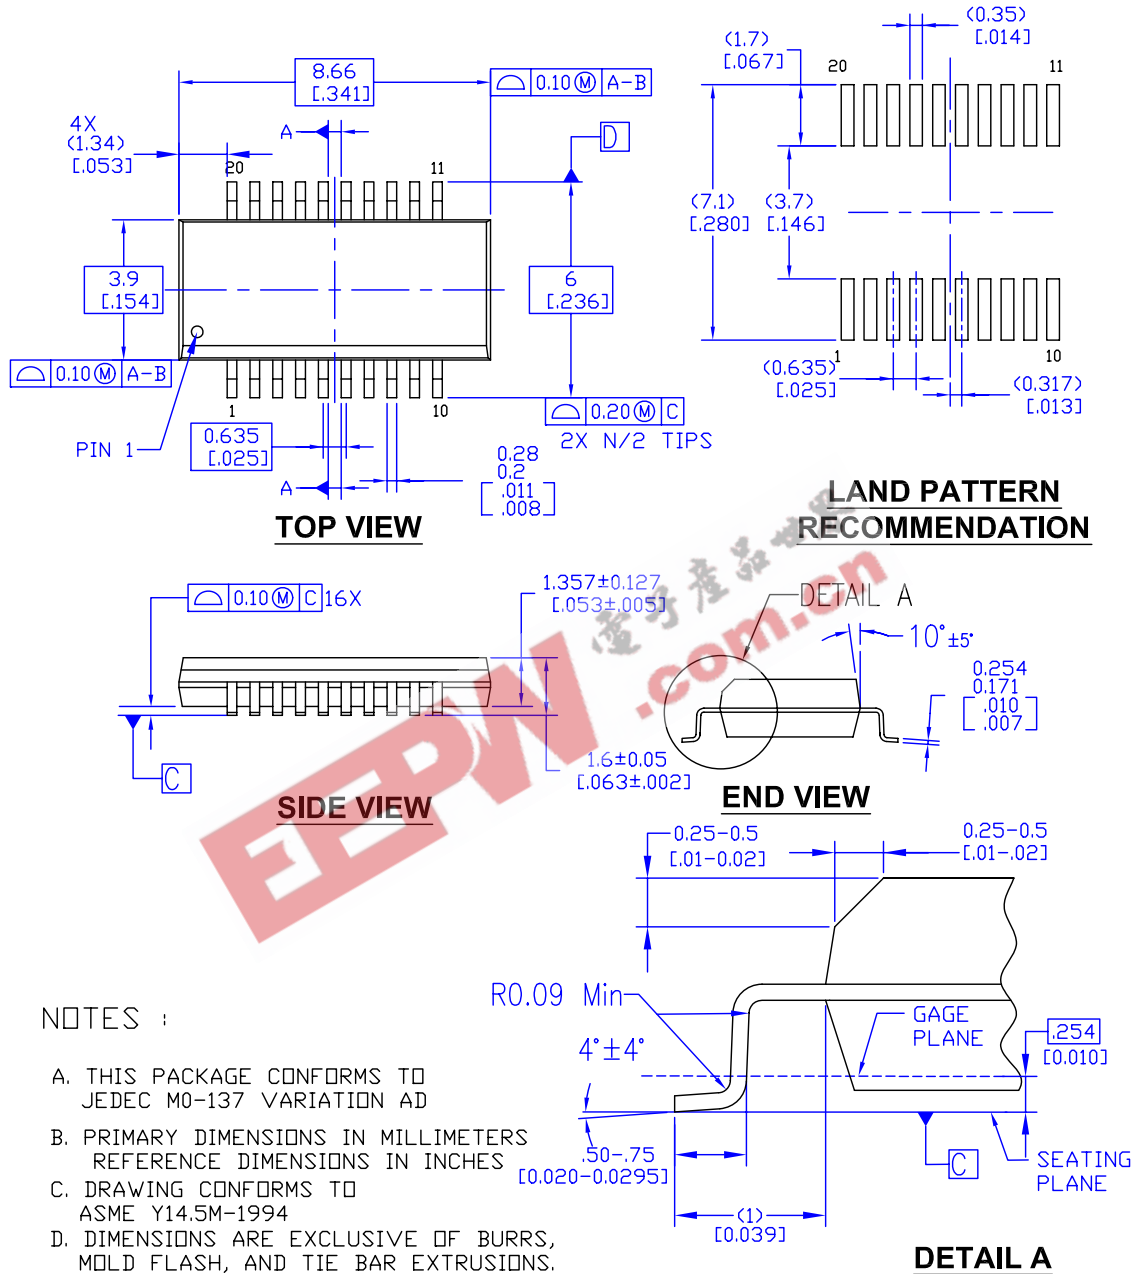 8.66
[.341]
⌓ 0.10 Ⓜ A-B
A
4X
(1.34)
[.053]
20
11
D
3.9
[.154]
6
[.236]
⌓ 0.10 Ⓜ A-B
1
10
PIN 1
0.635
[.025]
⌓ 0.20 Ⓜ C
2X N/2 TIPS
0.28
0.2
[.011
.008]
A
TOP VIEW
(0.35)
[.014]
(1.7)
[.067]
20
11
(7.1)
[.280]
(3.7)
[.146]
1
10
(0.635)
[.025]
(0.317)
[.013]
LAND PATTERN
RECOMMENDATION
⌓ 0.10 Ⓜ C 16X
1.357±0.127
[.053±.005]
C
1.6±0.05
[.063±.002]
SIDE VIEW
DETAIL A
10°±5°
0.254
0.171
[.010
.007]
END VIEW
電子產品世界
EEPW
.com.cn
0.25-0.5
[.01-0.02]
0.25-0.5
[.01-.02]
R0.09 Min
4°±4°
GAGE
PLANE
.254
[0.010]
.50-.75
[0.020-0.0295]
C
SEATING
PLANE
(1)
[0.039]
DETAIL A
NOTES :
A. THIS PACKAGE CONFORMS TO
JEDEC M0-137 VARIATION AD
B. PRIMARY DIMENSIONS IN MILLIMETERS
REFERENCE DIMENSIONS IN INCHES
C. DRAWING CONFORMS TO
ASME Y14.5M-1994
D. DIMENSIONS ARE EXCLUSIVE OF BURRS,
MOLD FLASH, AND TIE BAR EXTRUSIONS.